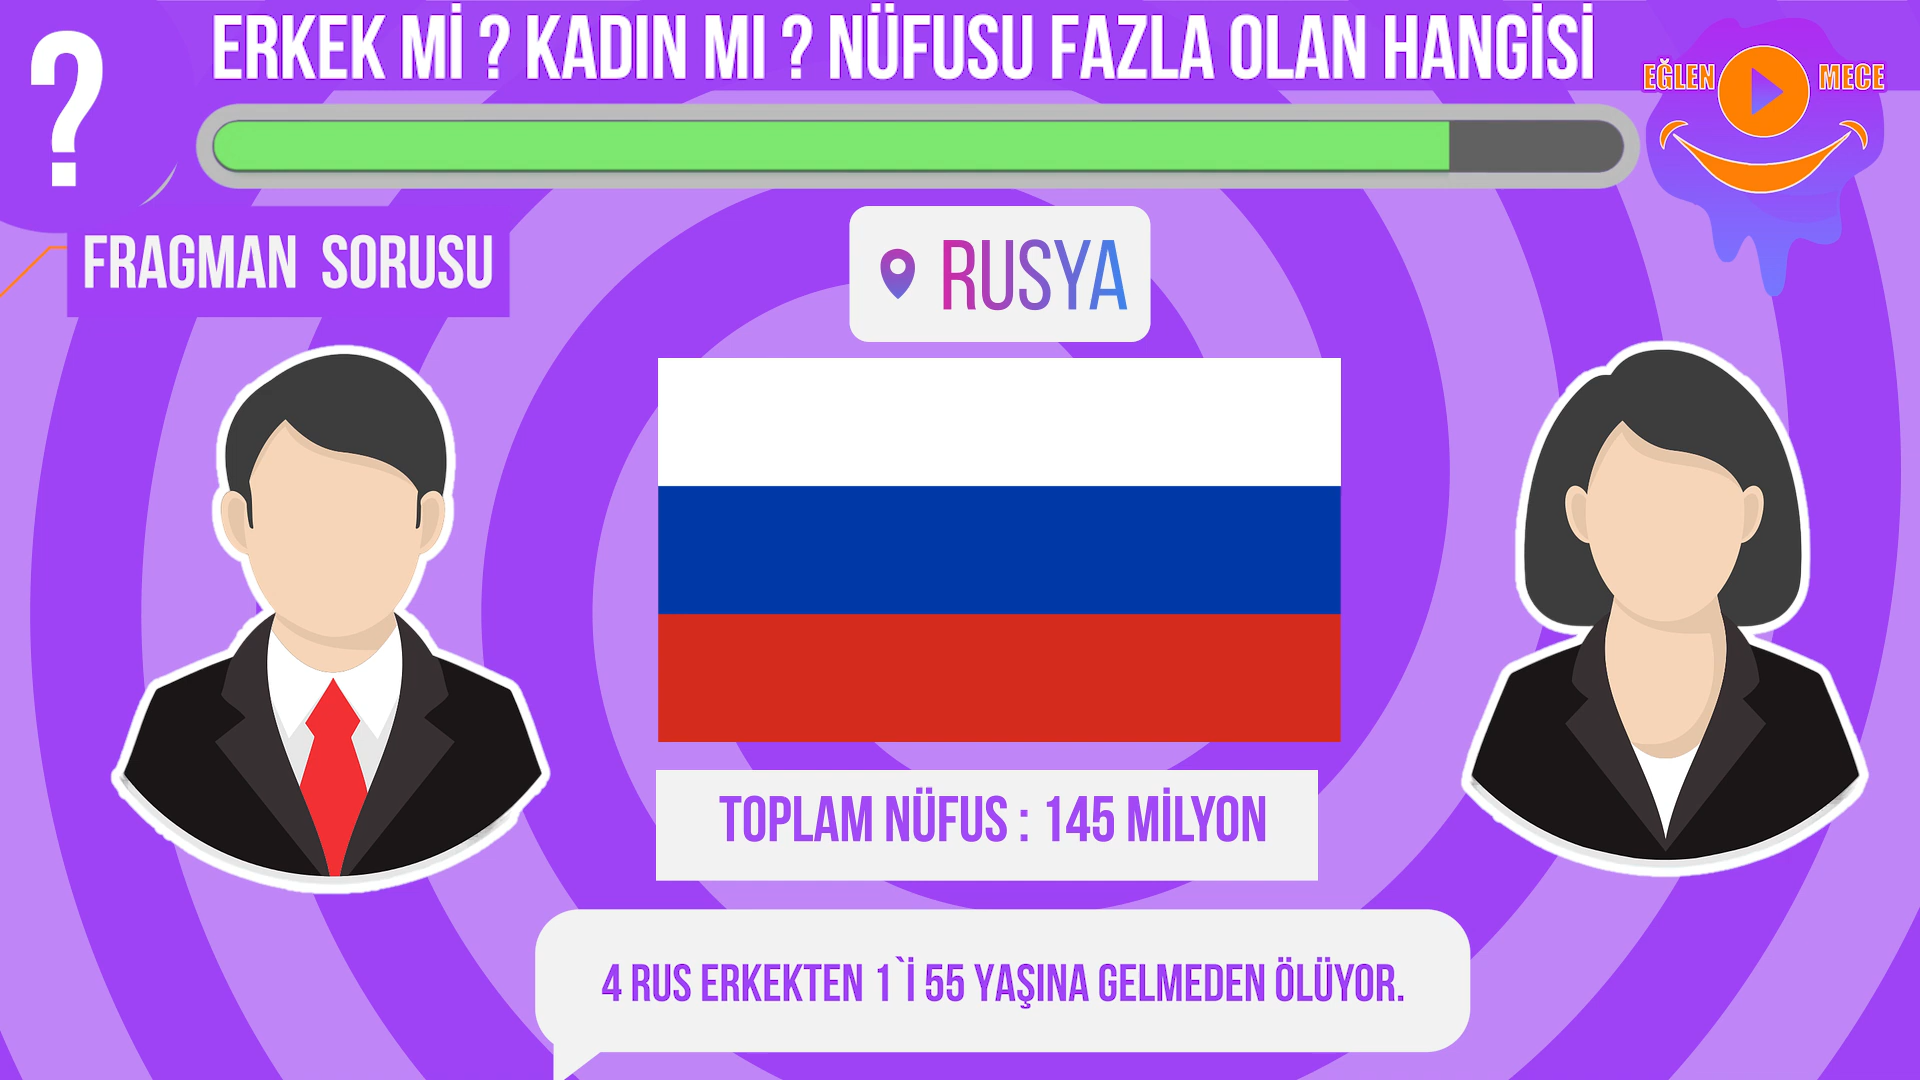 ?
ERKEK Mİ ? KADIN MI ? NÜFUSU FAZLA OLAN HANGİSİ
EĞLEN MECE
FRAGMAN SORUSU
RUSYA
TOPLAM NÜFUS : 145 MİLYON
4 RUS ERKEKTEN 1`İ 55 YAŞINA GELMEDEN ÖLÜYOR.